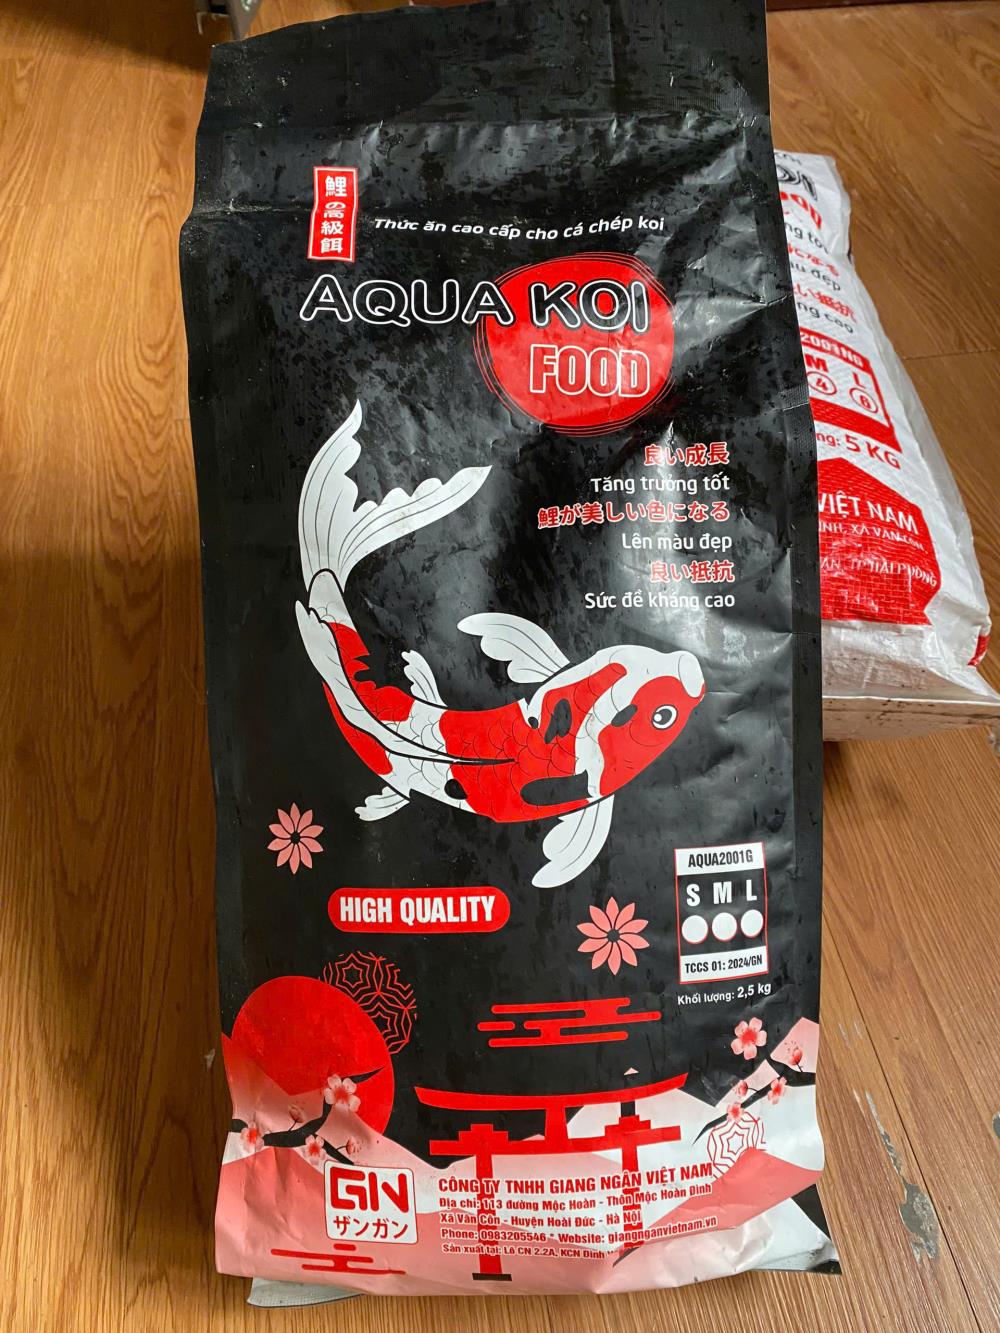 鯉の高級餌
Thức ăn cao cấp cho cá chép koi
AQUA KOI
FOOD
良い成長
Tăng trưởng tốt
鯉が美しい色になる
Lên màu đẹp
良い抵抗
Sức đề kháng cao
HIGH QUALITY
AQUA2001G
S M L
TCCS 01: 2024/GN
Khối lượng: 2,5 kg
GN
ザンガン
CÔNG TY TNHH GIANG NGÂN VIỆT NAM
Địa chỉ: 113 đường Mộc Hoàn - Thôn Mộc Hoàn Đình
Xã Vân Côn - Huyện Hoài Đức - Hà Nội
Phone: 0983205546 * Website: giangnganvietnam.vn
Sản xuất tại: Lô CN 2.2A, KCN Đình
KOI
M L
4 6
5 KG
VIỆT NAM